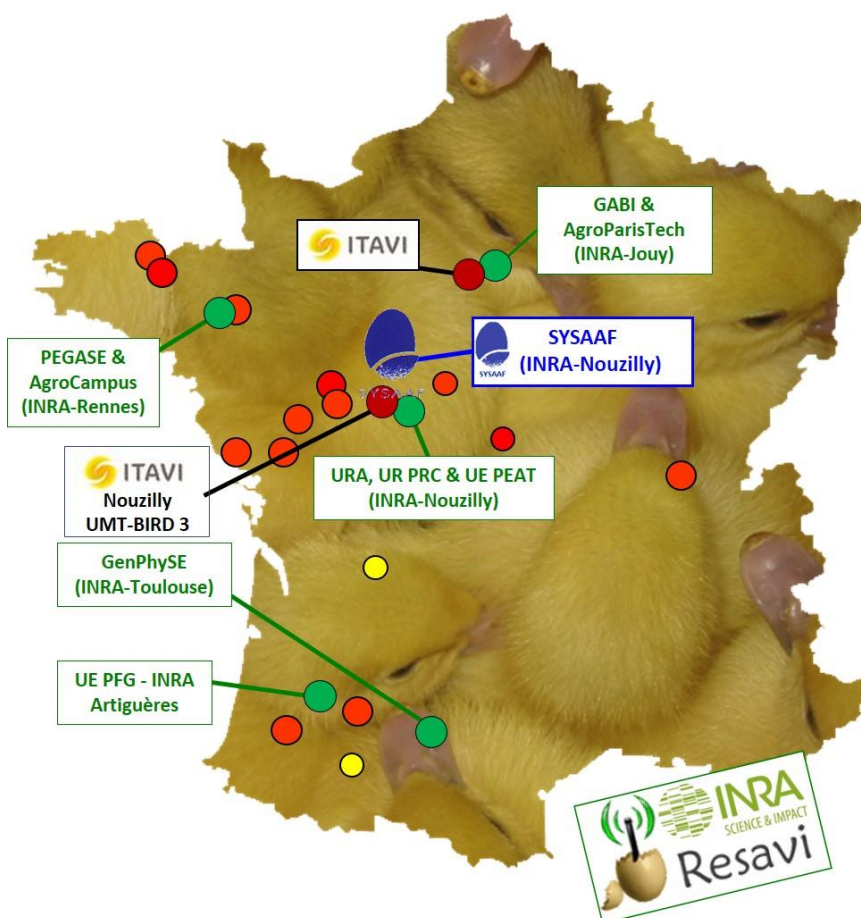 GABI &
AgroParisTech
(INRA-Jouy)
ITAVI
SYSAAF
(INRA-Nouzilly)
SYSAAF
SYSAAF
PEGASE &
AgroCampus
(INRA-Rennes)
ITAVI
Nouzilly
UMT-BIRD 3
URA, UR PRC & UE PEAT
(INRA-Nouzilly)
GenPhySE
(INRA-Toulouse)
UE PFG - INRA
Artiguères
INRA
SCIENCE & IMPACT
Resavi